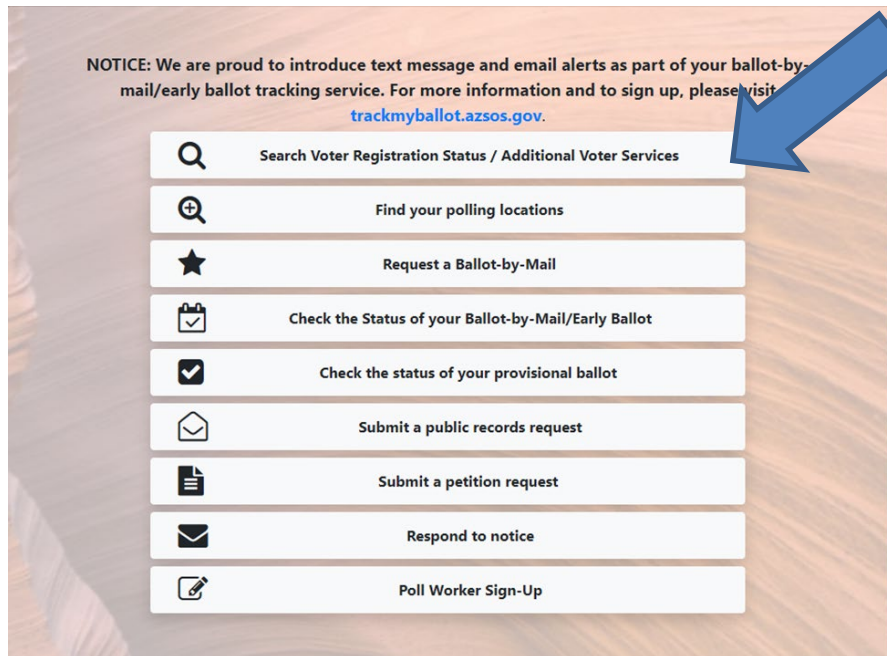 NOTICE: We are proud to introduce text message and email alerts as part of your ballot-by-
mail/early ballot tracking service. For more information and to sign up, please visit
trackmyballot.azsos.gov.
Search Voter Registration Status / Additional Voter Services
Find your polling locations
Request a Ballot-by-Mail
Check the Status of your Ballot-by-Mail/Early Ballot
Check the status of your provisional ballot
Submit a public records request
Submit a petition request
Respond to notice
Poll Worker Sign-Up